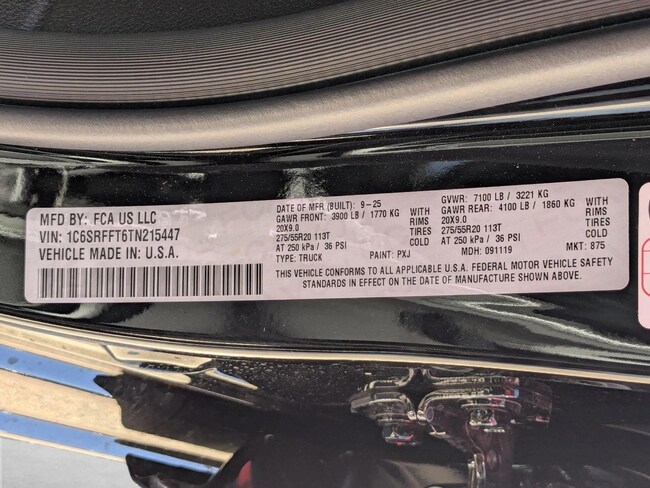 MFD BY: FCA US LLC
VIN: 1C6SRFFT6TN215447
VEHICLE MADE IN: U.S.A.
DATE OF MFR (BUILT): 9-25
GAWR FRONT: 3900 LB / 1770 KG WITH
20X9.0 RIMS
275/55R20 113T TIRES
AT 250 kPa / 36 PSI COLD
TYPE: TRUCK PAINT: PXJ
GVWR: 7100 LB / 3221 KG
GAWR REAR: 4100 LB / 1860 KG WITH
20X9.0 RIMS
275/55R20 113T TIRES
AT 250 kPa / 36 PSI COLD
MDH: 091119 MKT: 875
THIS VEHICLE CONFORMS TO ALL APPLICABLE U.S.A. FEDERAL MOTOR VEHICLE SAFETY
STANDARDS IN EFFECT ON THE DATE OF MANUFACTURE SHOWN ABOVE.